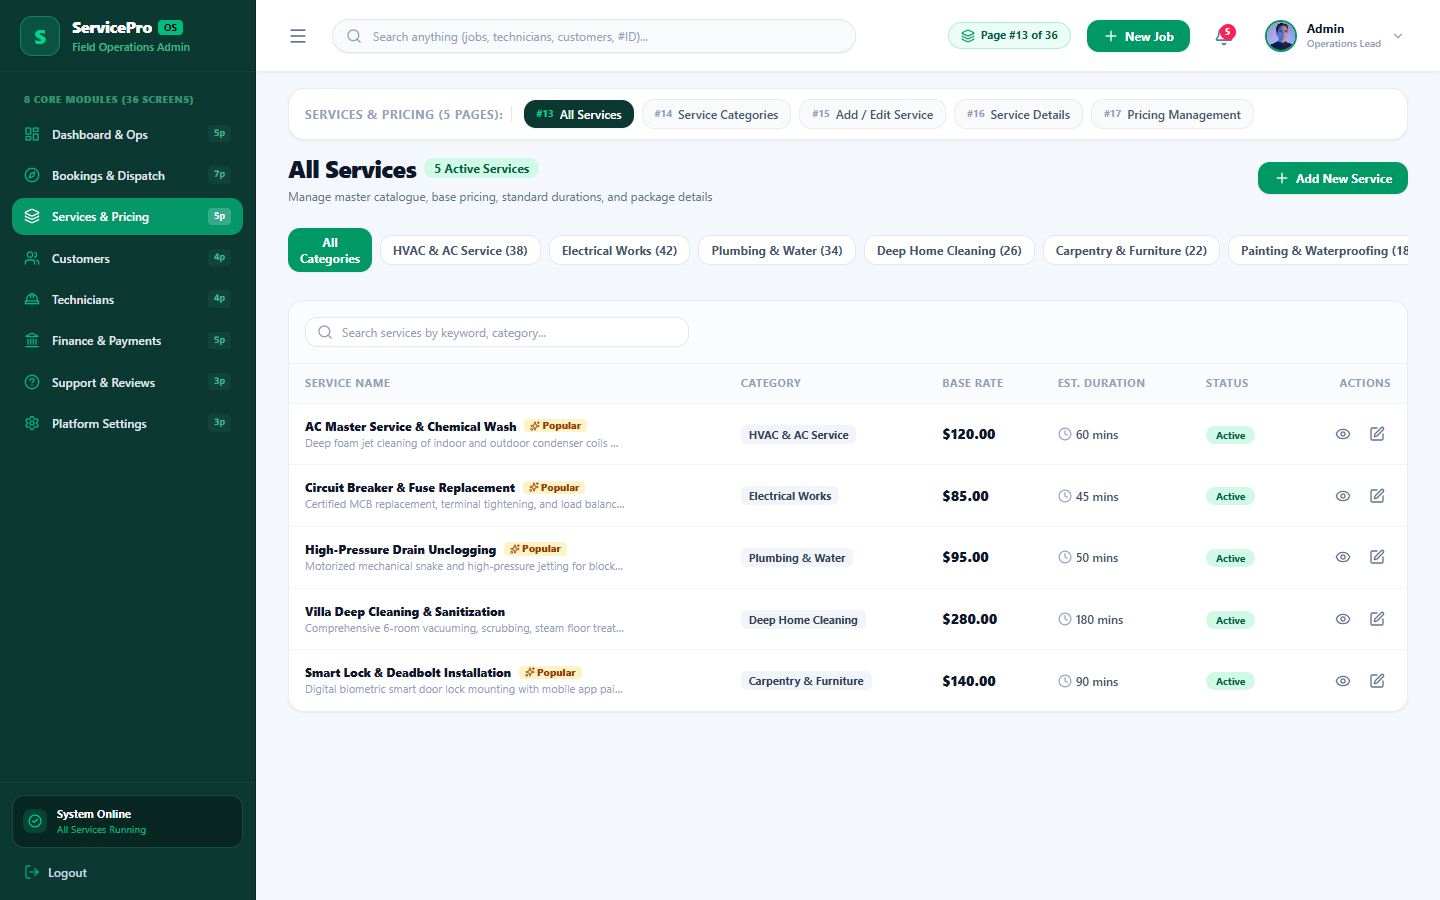 S
ServicePro OS
Field Operations Admin
8 CORE MODULES (36 SCREENS)
Dashboard & Ops 5p
Bookings & Dispatch 7p
Services & Pricing 5p
Customers 4p
Technicians 4p
Finance & Payments 5p
Support & Reviews 3p
Platform Settings 3p
System Online
All Services Running
Logout
Search anything (jobs, technicians, customers, #ID)...
Page #13 of 36
New Job
5
Admin
Operations Lead
SERVICES & PRICING (5 PAGES):
#13 All Services
#14 Service Categories
#15 Add / Edit Service
#16 Service Details
#17 Pricing Management
All Services 5 Active Services
Manage master catalogue, base pricing, standard durations, and package details
Add New Service
All
Categories
HVAC & AC Service (38)
Electrical Works (42)
Plumbing & Water (34)
Deep Home Cleaning (26)
Carpentry & Furniture (22)
Painting & Waterproofing (18
Search services by keyword, category...
SERVICE NAME CATEGORY BASE RATE EST. DURATION STATUS ACTIONS
AC Master Service & Chemical Wash Popular
Deep foam jet cleaning of indoor and outdoor condenser coils ...
HVAC & AC Service $120.00 60 mins Active
Circuit Breaker & Fuse Replacement Popular
Certified MCB replacement, terminal tightening, and load balanc...
Electrical Works $85.00 45 mins Active
High-Pressure Drain Unclogging Popular
Motorized mechanical snake and high-pressure jetting for block...
Plumbing & Water $95.00 50 mins Active
Villa Deep Cleaning & Sanitization
Comprehensive 6-room vacuuming, scrubbing, steam floor treat...
Deep Home Cleaning $280.00 180 mins Active
Smart Lock & Deadbolt Installation Popular
Digital biometric smart door lock mounting with mobile app pai...
Carpentry & Furniture $140.00 90 mins Active